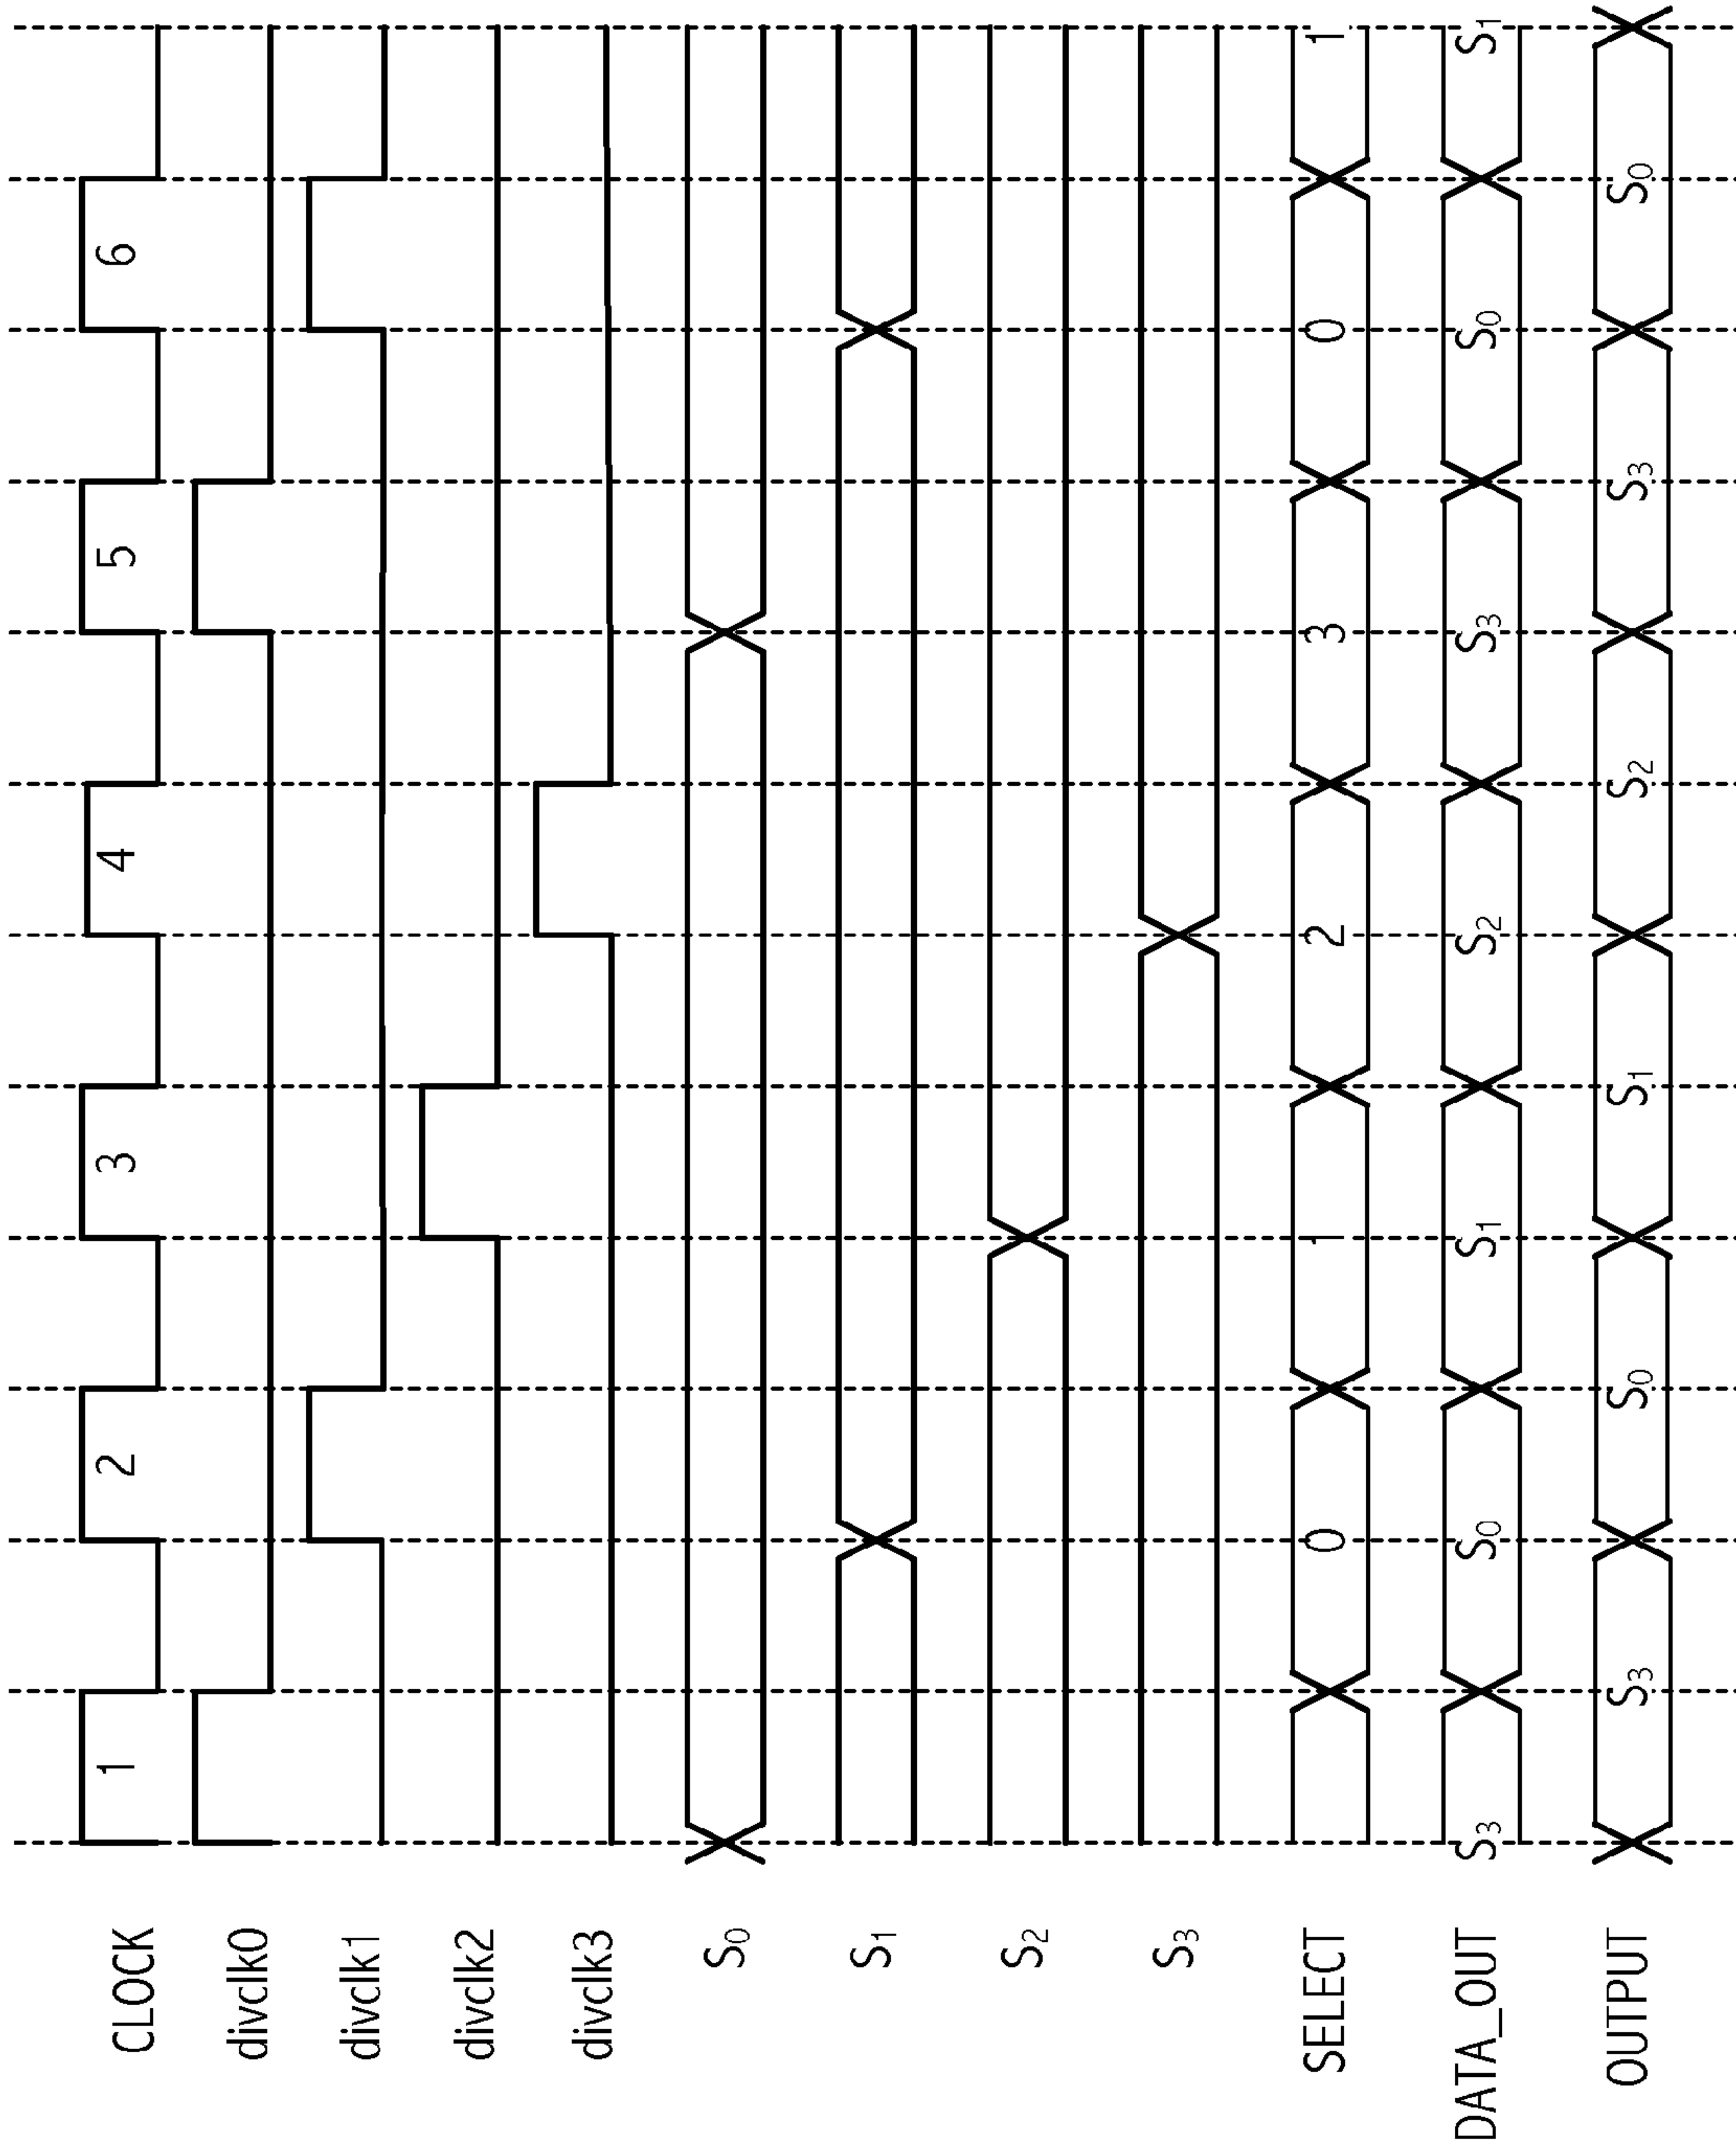 CLOCK 1 2 3 4 5 6
divclk0
divclk1
divclk2
divclk3
S0
S1
S2
S3
SELECT 0 1 2 3 0 1
DATA_OUT S3 S0 S1 S2 S3 S0 S1
OUTPUT S3 S0 S1 S2 S3 S0